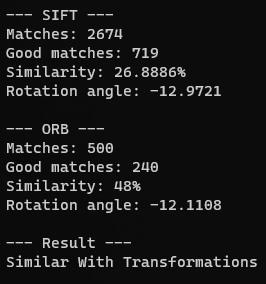 --- SIFT ---
Matches: 2674
Good matches: 719
Similarity: 26.8886%
Rotation angle: -12.9721

--- ORB ---
Matches: 500
Good matches: 240
Similarity: 48%
Rotation angle: -12.1108

--- Result ---
Similar With Transformations